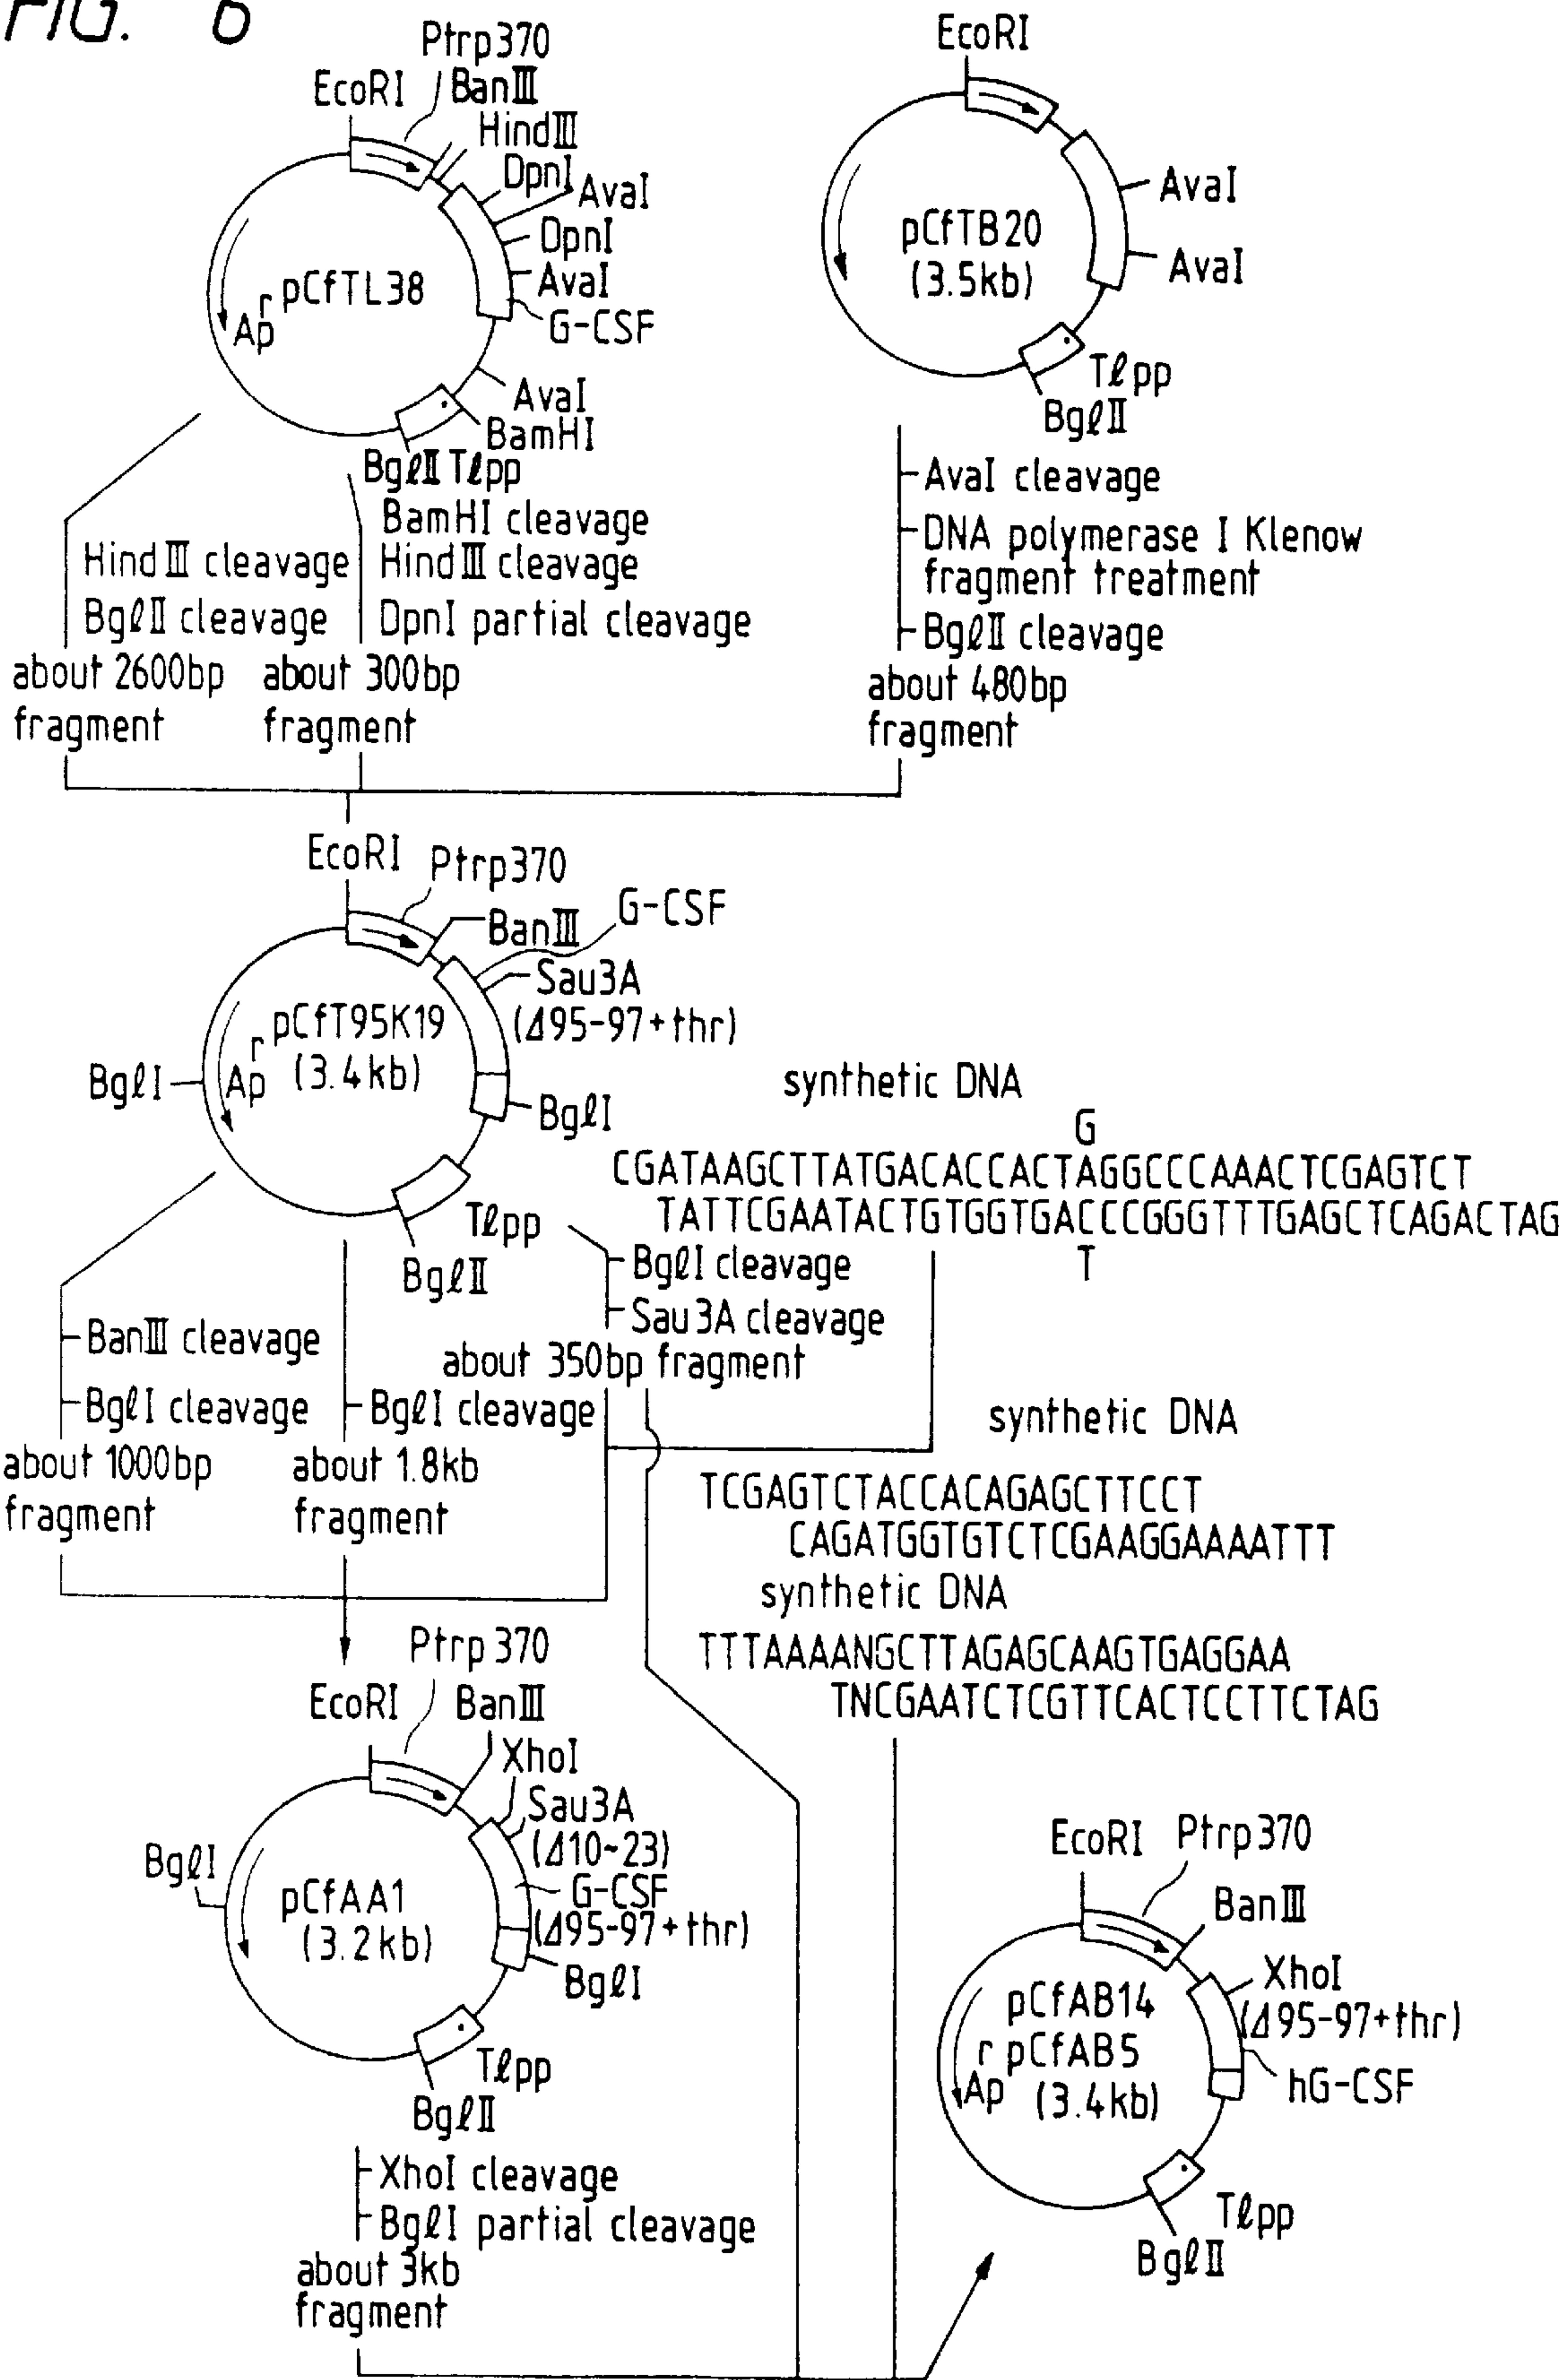 FIG. 6
Ptrp370
EcoRI
BanIII
HindIII
DpnI
AvaI
DpnI
AvaI
G-CSF
pCfTL38
Apr
AvaI
BamHI
BglII Tlpp
EcoRI
AvaI
pCfTB20
(3.5kb)
AvaI
Tlpp
BglII
HindIII cleavage
BglII cleavage
about 2600bp
fragment
BamHI cleavage
HindIII cleavage
DpnI partial cleavage
about 300bp
fragment
AvaI cleavage
DNA polymerase I Klenow
fragment treatment
BglII cleavage
about 480bp
fragment
EcoRI
Ptrp370
BanIII
G-CSF
Sau3A
(Δ95-97+thr)
pCfT95K19
(3.4kb)
Apr
BglI
BglI
Tlpp
BglII
synthetic DNA
G
CGATAAGCTTATGACACCACTAGGCCCAAACTCGAGTCT
TATTCGAATACTGTGGTGACCCGGGTTTGAGCTCAGACTAG
T
BglI cleavage
Sau3A cleavage
about 350bp fragment
BanIII cleavage
BglI cleavage
about 1000bp
fragment
BglI cleavage
about 1.8kb
fragment
synthetic DNA
TCGAGTCTACCACAGAGCTTCCT
CAGATGGTGTCTCGAAGGAAAATTT
synthetic DNA
TTTAAAANGCTTAGAGCAAGTGAGGAA
TNCGAATCTCGTTCACTCCTTCTAG
Ptrp370
EcoRI
BanIII
XhoI
Sau3A
(Δ10~23)
G-CSF
(Δ95-97+thr)
BglI
pCfAA1
(3.2kb)
BglI
Tlpp
BglII
XhoI cleavage
BglI partial cleavage
about 3kb
fragment
EcoRI
Ptrp370
BanIII
XhoI
(Δ95-97+thr)
hG-CSF
pCfAB14
pCfAB5
Apr
(3.4kb)
Tlpp
BglII